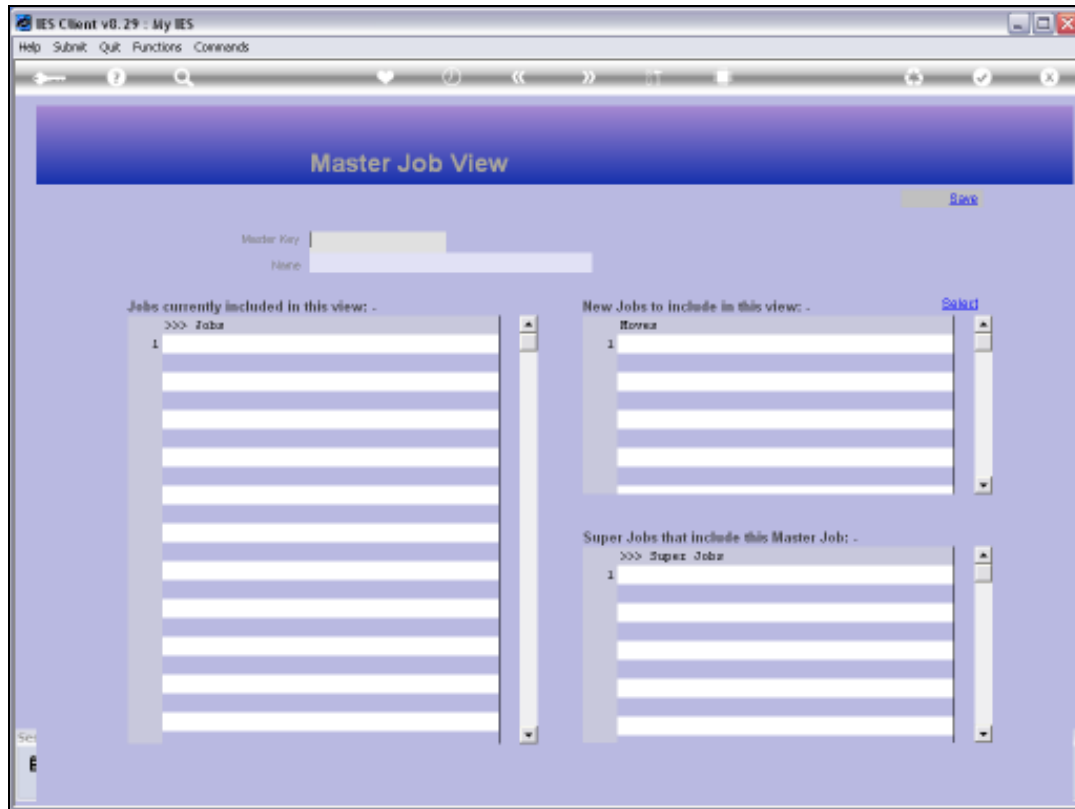 IES Client v8.29 : My IES
Help Submit Quit Functions Commands
Master Job View
Save
Master Key
Name
Jobs currently included in this view: -
>>> Jobs
1
New Jobs to include in this view: -
Select
Moves
1
Super Jobs that include this Master Job: -
>>> Super Jobs
1